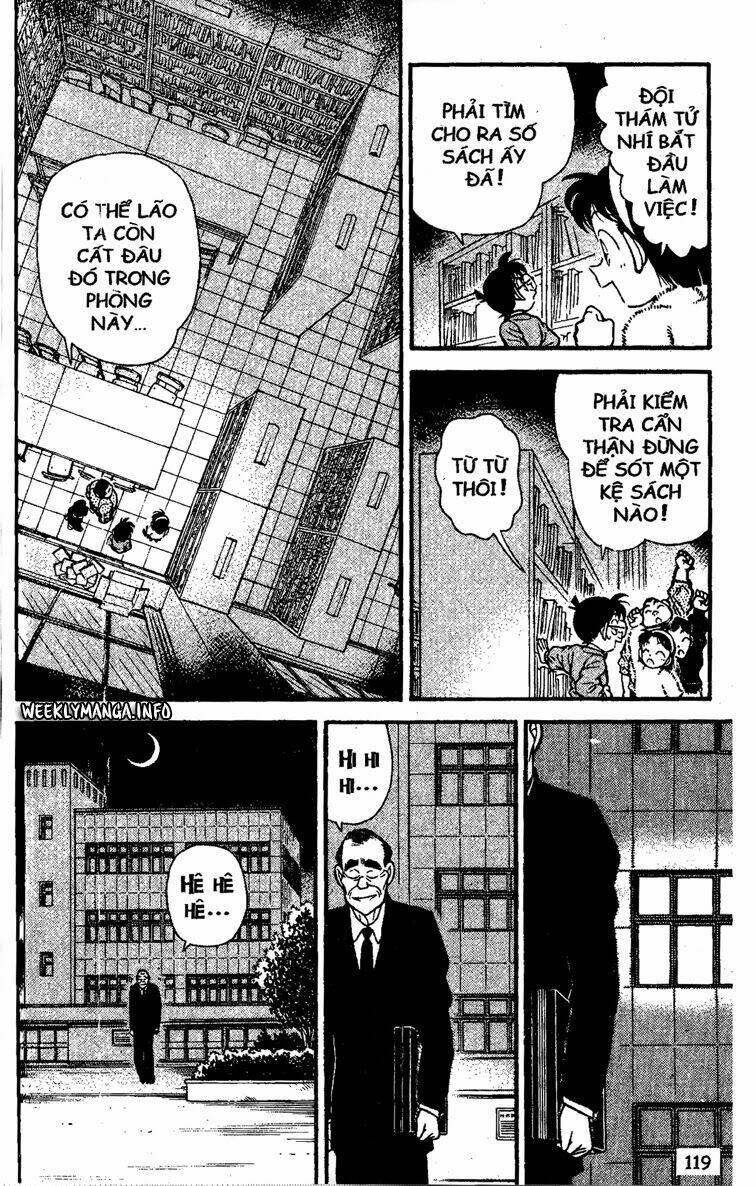 ĐỘI
THÁM TỬ
NHÍ BẮT
ĐẦU
LÀM
VIỆC!
PHẢI TÌM
CHO RA SỐ
SÁCH ẤY
ĐÃ!
CÓ THỂ LÃO
TA CÒN
CẤT ĐÂU
ĐÓ TRONG
PHÒNG
NÀY...
PHẢI KIỂM
TRA CẨN
THẬN ĐỪNG
ĐỂ SÓT MỘT
KỆ SÁCH
NÀO!
TỪ TỪ
THÔI!
WEEKLYMANGA.INFO
HI HI
HI...
HÊ HÊ
HÊ...
119